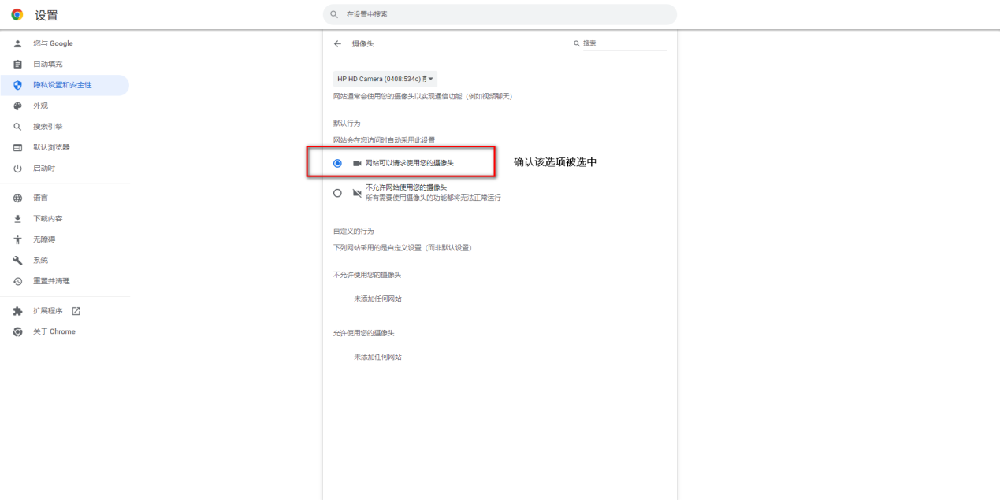 设置
在设置中搜索
您与 Google
自动填充
隐私设置和安全性
外观
搜索引擎
默认浏览器
启动时
语言
下载内容
无障碍
系统
重置并清理
扩展程序
关于 Chrome
摄像头
搜索
HP HD Camera (0408:534c)
网站通常会使用您的摄像头以实现通信功能（例如视频聊天）
默认行为
网站会在您访问时自动采用此设置
网站可以请求使用您的摄像头
确认该选项被选中
不允许网站使用您的摄像头
所有需要使用摄像头的功能都将无法正常运行
自定义的行为
下列网站采用的是自定义设置（而非默认设置）
不允许使用您的摄像头
未添加任何网站
允许使用您的摄像头
未添加任何网站